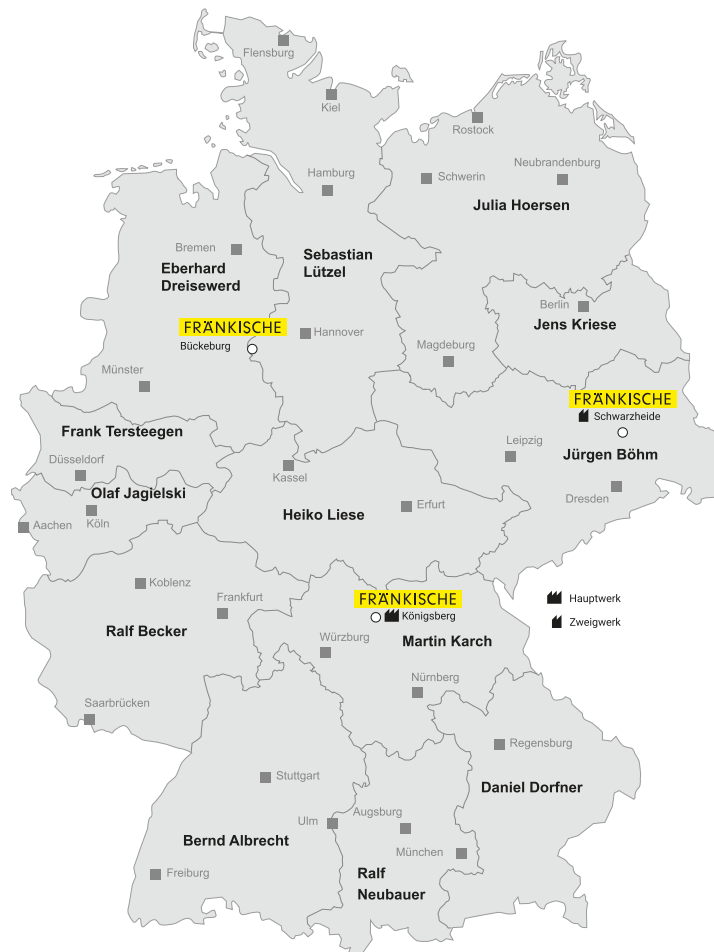 Flensburg
Kiel
Rostock
Hamburg
Schwerin
Neubrandenburg
Julia Hoersen
Bremen
Sebastian
Lützel
Eberhard
Dreisewerd
Berlin
Jens Kriese
FRÄNKISCHE
Bückeburg
Hannover
Magdeburg
Münster
FRÄNKISCHE
Schwarzheide
Frank Tersteegen
Leipzig
Jürgen Böhm
Düsseldorf
Kassel
Olaf Jagielski
Dresden
Aachen
Köln
Heiko Liese
Erfurt
Koblenz
Frankfurt
FRÄNKISCHE
Königsberg
Hauptwerk
Zweigwerk
Ralf Becker
Würzburg
Martin Karch
Nürnberg
Saarbrücken
Regensburg
Stuttgart
Daniel Dorfner
Ulm
Augsburg
Bernd Albrecht
München
Freiburg
Ralf
Neubauer